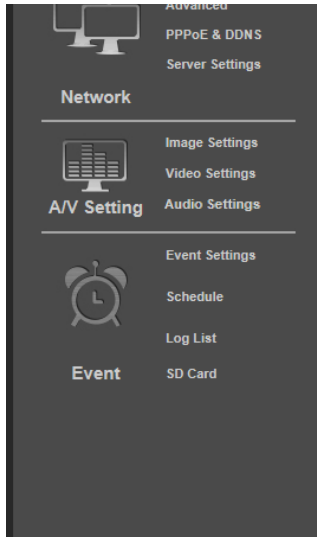 Advanced
PPPoE & DDNS
Server Settings
Network
Image Settings
Video Settings
A/V Setting
Audio Settings
Event Settings
Schedule
Log List
Event
SD Card